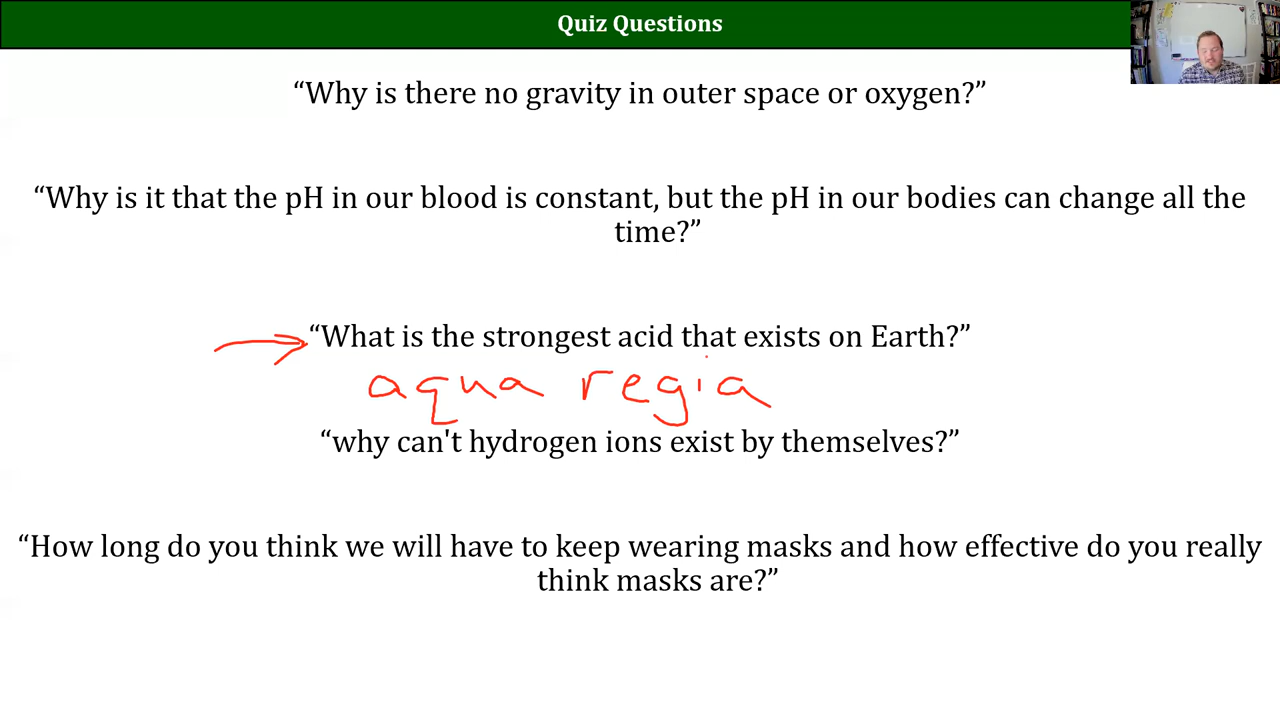 Quiz Questions
“Why is there no gravity in outer space or oxygen?”
“Why is it that the pH in our blood is constant, but the pH in our bodies can change all the
time?”
“What is the strongest acid that exists on Earth?”
aqua regia
“why can't hydrogen ions exist by themselves?”
“How long do you think we will have to keep wearing masks and how effective do you really
think masks are?”